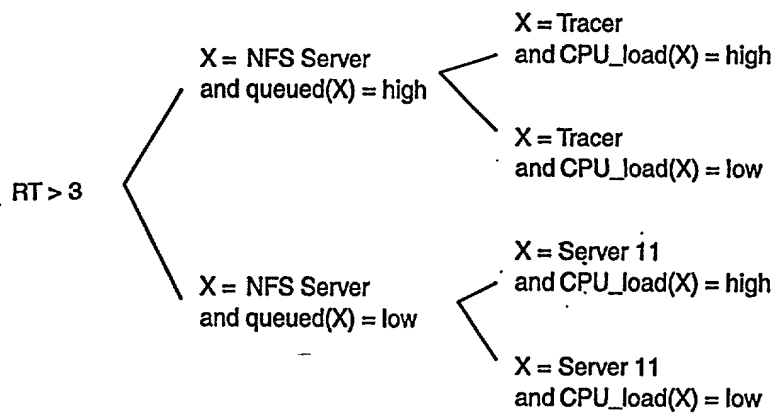 X = Tracer
and CPU_load(X) = high
X = NFS Server
and queued(X) = high
X = Tracer
and CPU_load(X) = low
RT > 3
X = Server 11
and CPU_load(X) = high
X = NFS Server
and queued(X) = low
X = Server 11
and CPU_load(X) = low